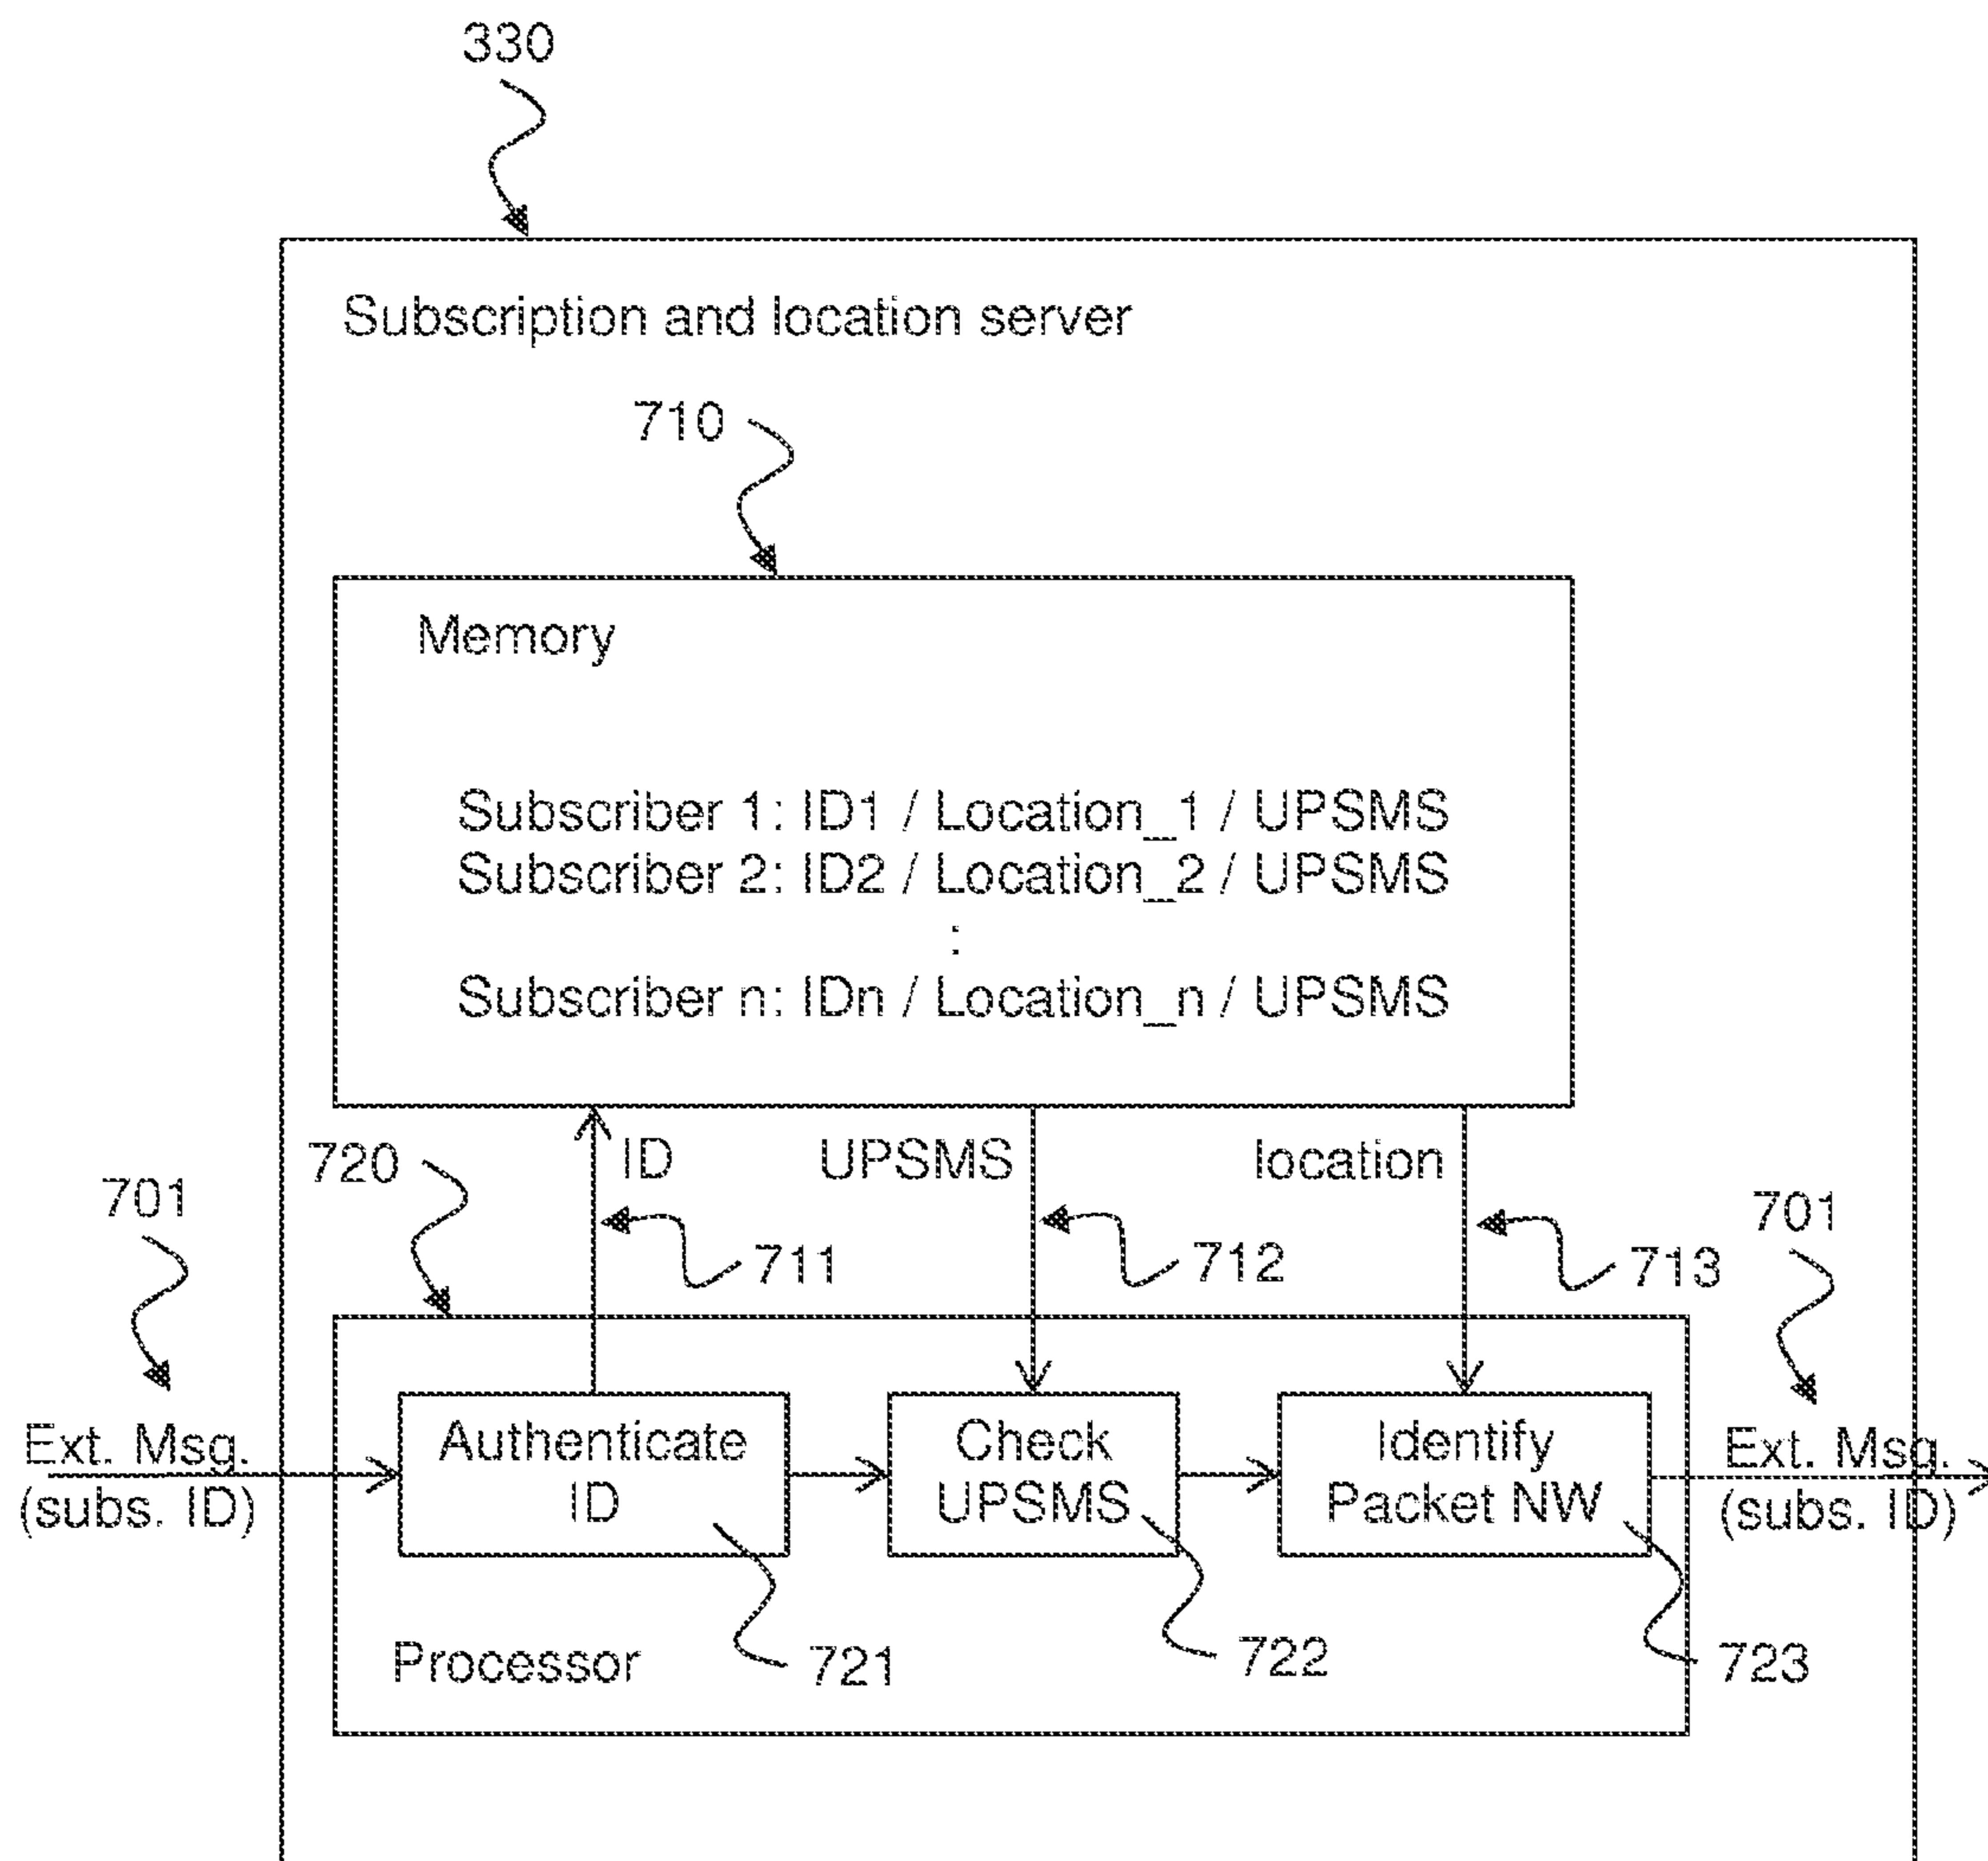 330
Subscription and location server
710
Memory
Subscriber 1: ID1 / Location_1 / UPSMS
Subscriber 2: ID2 / Location_2 / UPSMS
:
Subscriber n: IDn / Location_n / UPSMS
720
ID
UPSMS
location
701
711
712
713
701
Ext. Msg.
(subs. ID)
Authenticate
ID
Check
UPSMS
Identify
Packet NW
Ext. Msg.
(subs. ID)
Processor
721
722
723